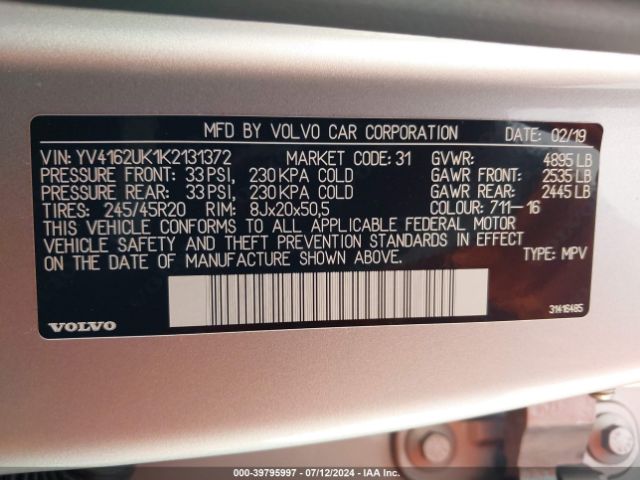 MFD BY VOLVO CAR CORPORATION DATE: 02/19
VIN: YV4162UK1K2131372 MARKET CODE: 31 GVWR: 4895 LB
PRESSURE FRONT: 33 PSI, 230 KPA COLD GAWR FRONT: 2535 LB
PRESSURE REAR: 33 PSI, 230 KPA COLD GAWR REAR: 2445 LB
TIRES: 245/45R20 RIM: 8Jx20x50,5 COLOUR: 711-16
THIS VEHICLE CONFORMS TO ALL APPLICABLE FEDERAL MOTOR
VEHICLE SAFETY AND THEFT PREVENTION STANDARDS IN EFFECT
ON THE DATE OF MANUFACTURE SHOWN ABOVE. TYPE: MPV
VOLVO 31416485
000-39795997 - 07/12/2024 - IAA Inc.